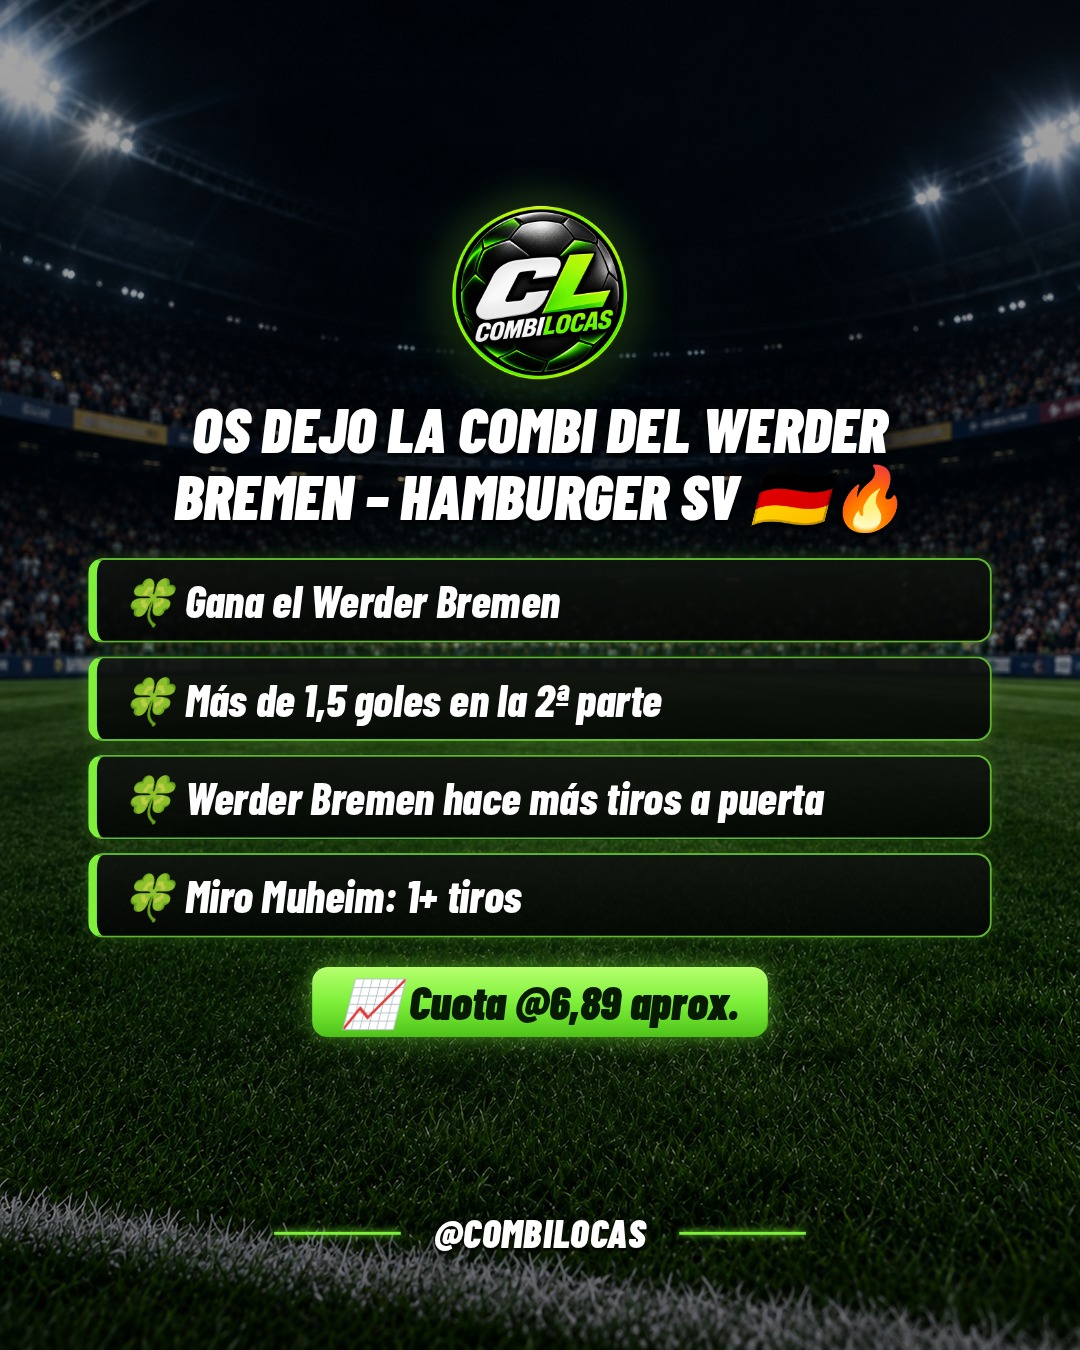 CL
COMBILOCAS
OS DEJO LA COMBI DEL WERDER
BREMEN - HAMBURGER SV 🇩🇪🔥
🍀 Gana el Werder Bremen
🍀 Más de 1,5 goles en la 2ª parte
🍀 Werder Bremen hace más tiros a puerta
🍀 Miro Muheim: 1+ tiros
📈 Cuota @6,89 aprox.
@COMBILOCAS